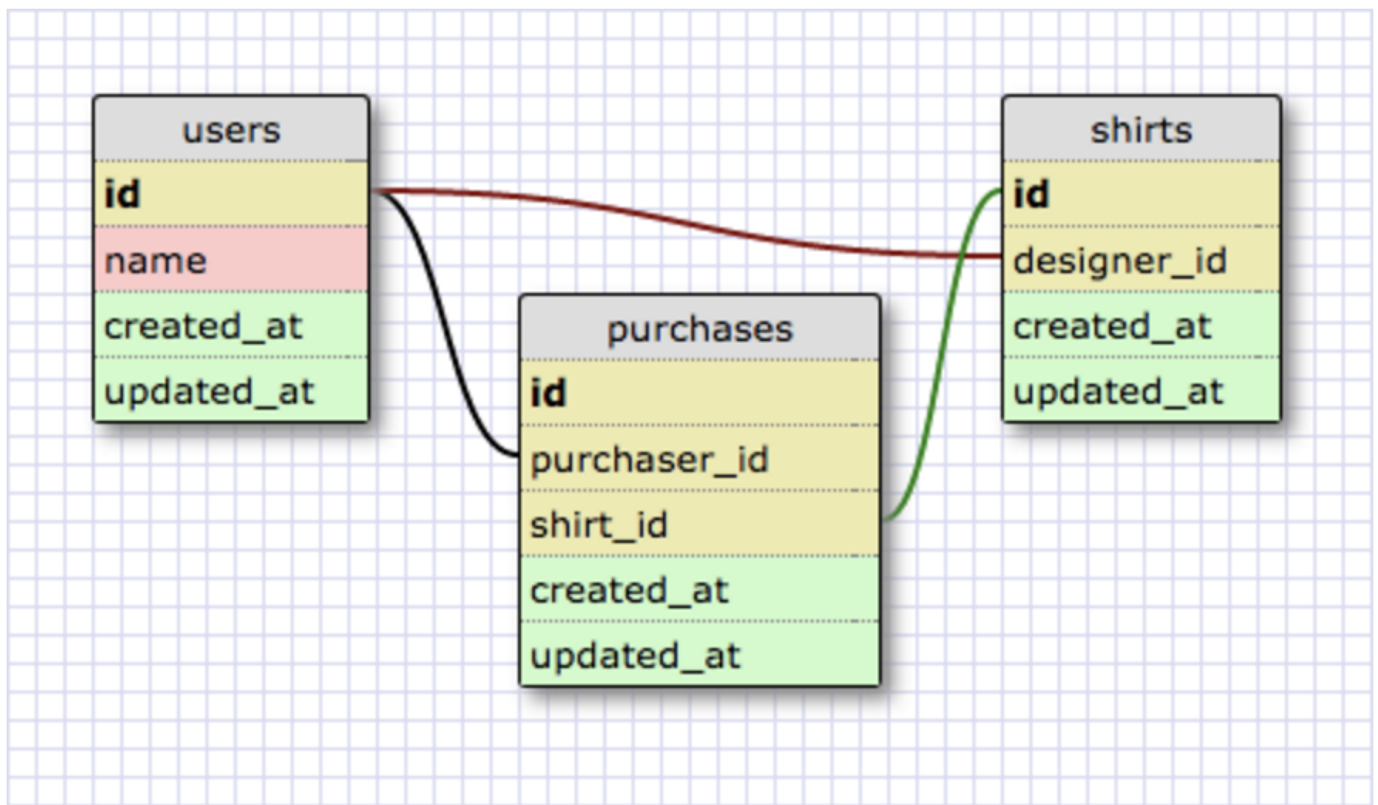 users
id
name
created_at
updated_at
purchases
id
purchaser_id
shirt_id
created_at
updated_at
shirts
id
designer_id
created_at
updated_at